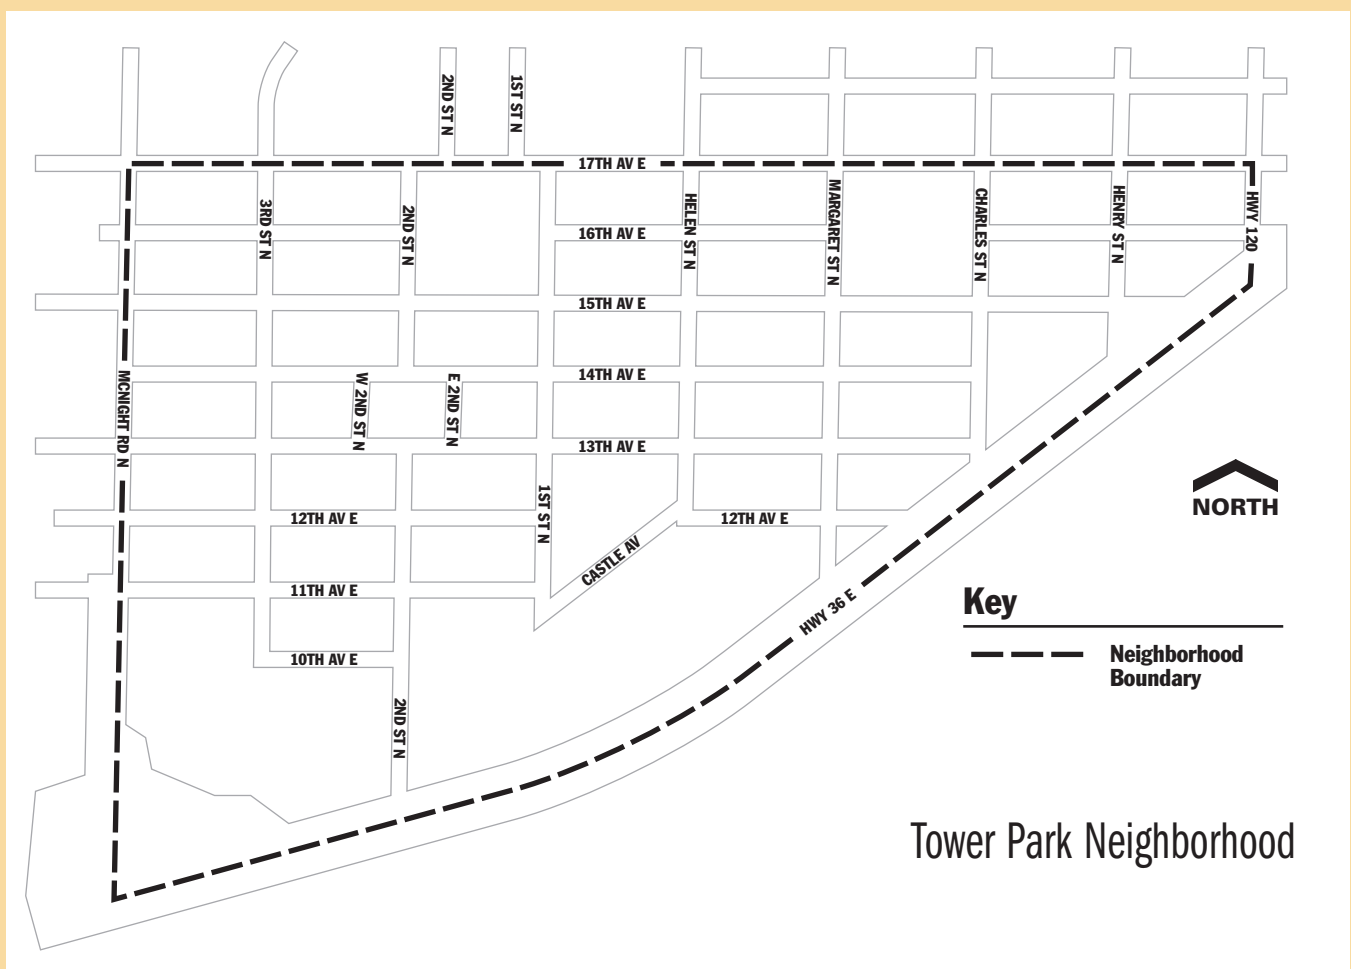 2ND ST N
1ST ST N
17TH AV E
3RD ST N
2ND ST N
HELEN ST N
MARGARET ST N
CHARLES ST N
HENRY ST N
HWY 120
16TH AV E
15TH AV E
14TH AV E
MCNIGHT RD N
W 2ND ST N
E 2ND ST N
13TH AV E
NORTH
12TH AV E
1ST ST N
12TH AV E
CASTLE AV
11TH AV E
HWY 36 E
Key
10TH AV E
Neighborhood
Boundary
2ND ST N
Tower Park Neighborhood